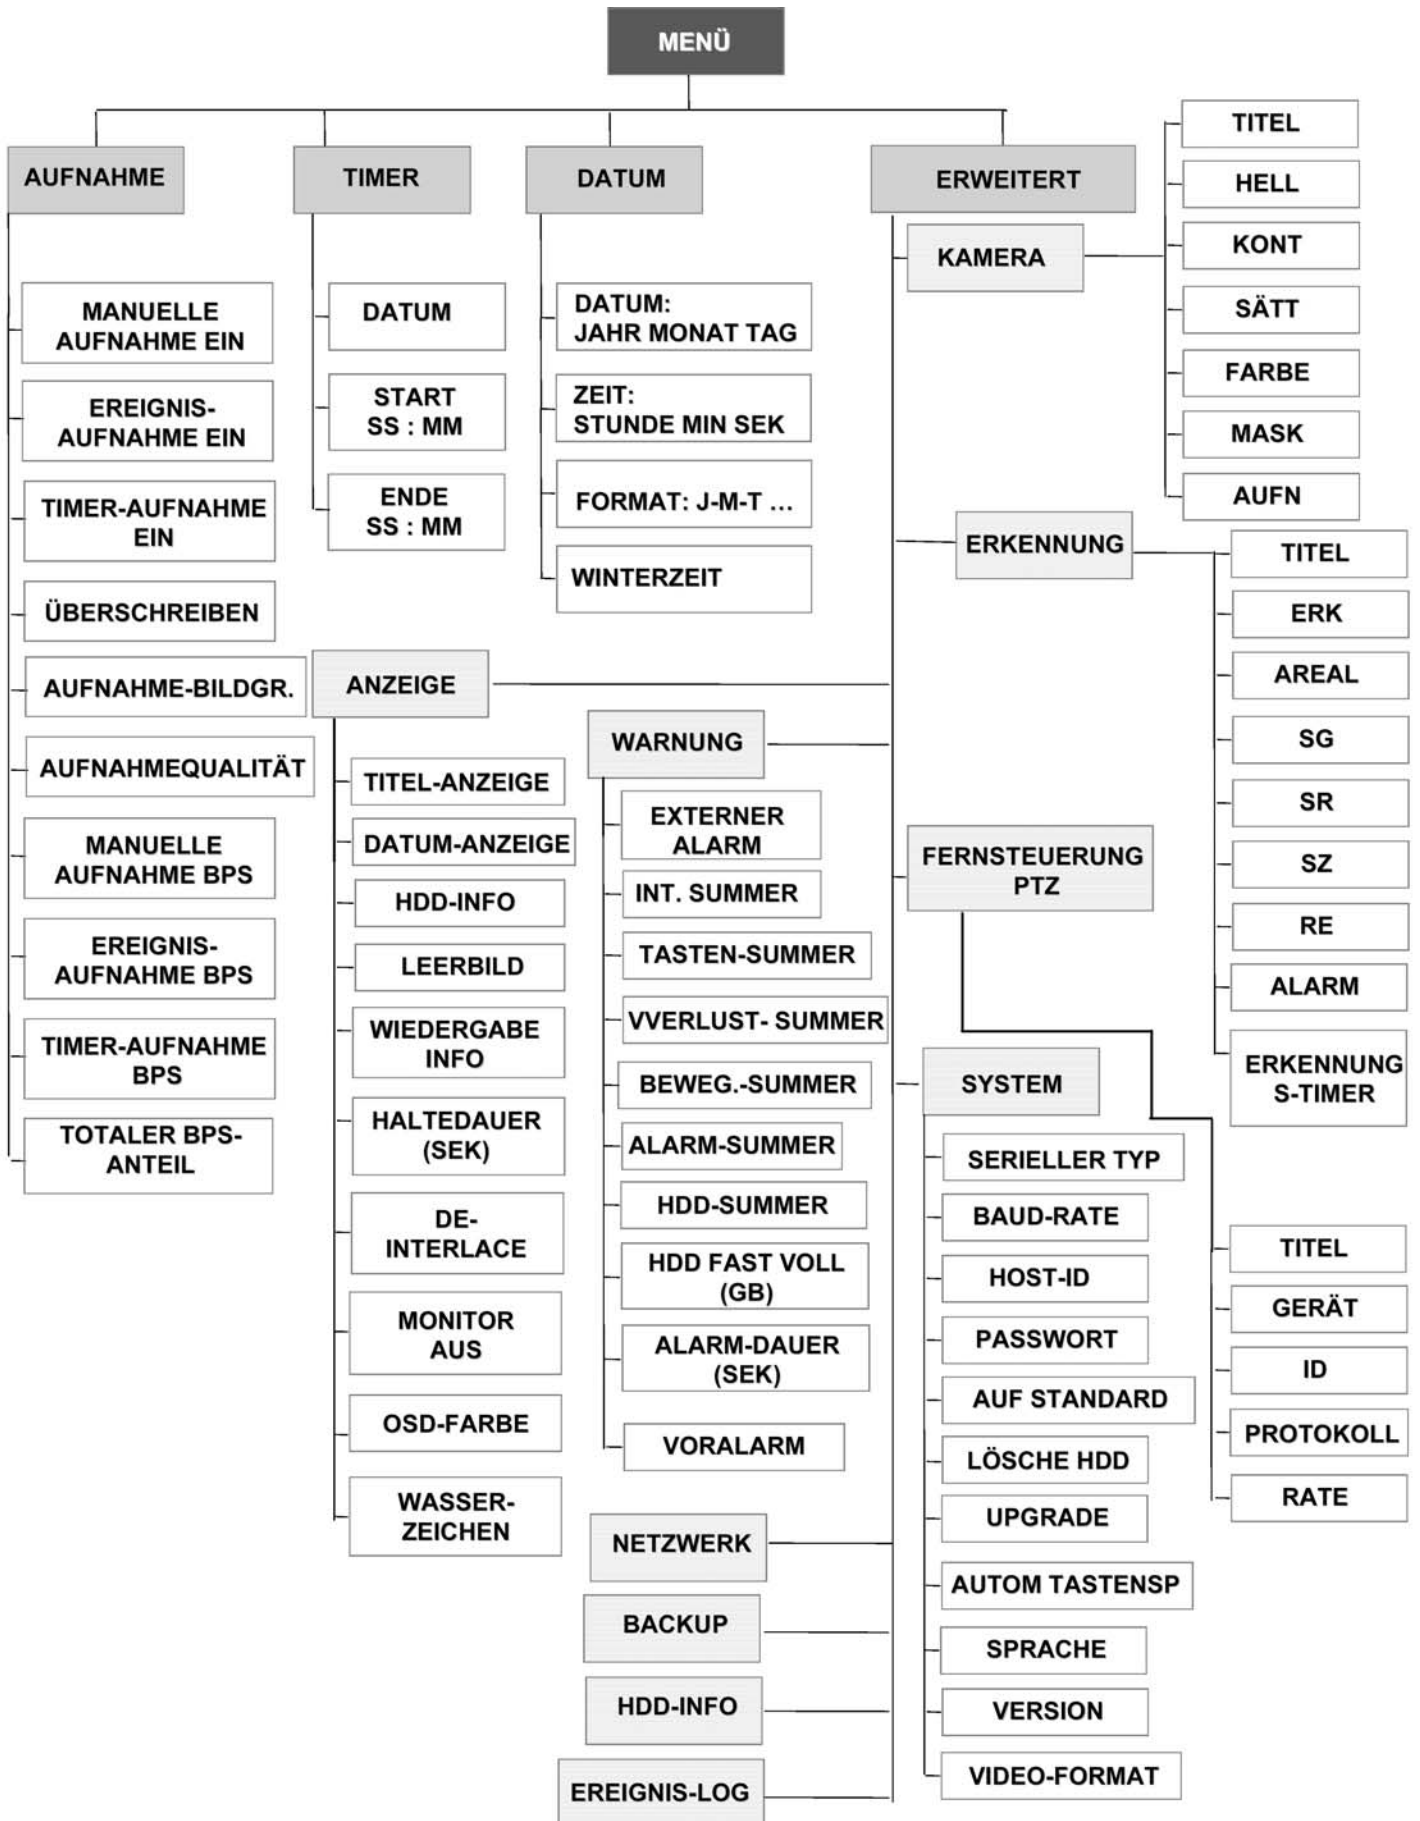 MENÜ
AUFNAHME
MANUELLE
AUFNAHME EIN
EREIGNIS-
AUFNAHME EIN
TIMER-AUFNAHME
EIN
ÜBERSCHREIBEN
AUFNAHME-BILDGR.
AUFNAHMEQUALITÄT
MANUELLE
AUFNAHME BPS
EREIGNIS-
AUFNAHME BPS
TIMER-AUFNAHME
BPS
TOTALER BPS-
ANTEIL
TIMER
DATUM
START
SS : MM
ENDE
SS : MM
DATUM
DATUM:
JAHR MONAT TAG
ZEIT:
STUNDE MIN SEK
FORMAT: J-M-T ...
WINTERZEIT
ERWEITERT
KAMERA
TITEL
HELL
KONT
SÄTT
FARBE
MASK
AUFN
ERKENNUNG
TITEL
ERK
AREAL
SG
SR
SZ
RE
ALARM
ERKENNUNG
S-TIMER
ANZEIGE
TITEL-ANZEIGE
DATUM-ANZEIGE
HDD-INFO
LEERBILD
WIEDERGABE
INFO
HALTEDAUER
(SEK)
DE-
INTERLACE
MONITOR
AUS
OSD-FARBE
WASSER-
ZEICHEN
WARNUNG
EXTERNER
ALARM
INT. SUMMER
TASTEN-SUMMER
VVERLUST- SUMMER
BEWEG.-SUMMER
ALARM-SUMMER
HDD-SUMMER
HDD FAST VOLL
(GB)
ALARM-DAUER
(SEK)
VORALARM
FERNSTEUERUNG
PTZ
TITEL
GERÄT
ID
PROTOKOLL
RATE
SYSTEM
SERIELLER TYP
BAUD-RATE
HOST-ID
PASSWORT
AUF STANDARD
LÖSCHE HDD
UPGRADE
AUTOM TASTENSP
SPRACHE
VERSION
VIDEO-FORMAT
NETZWERK
BACKUP
HDD-INFO
EREIGNIS-LOG